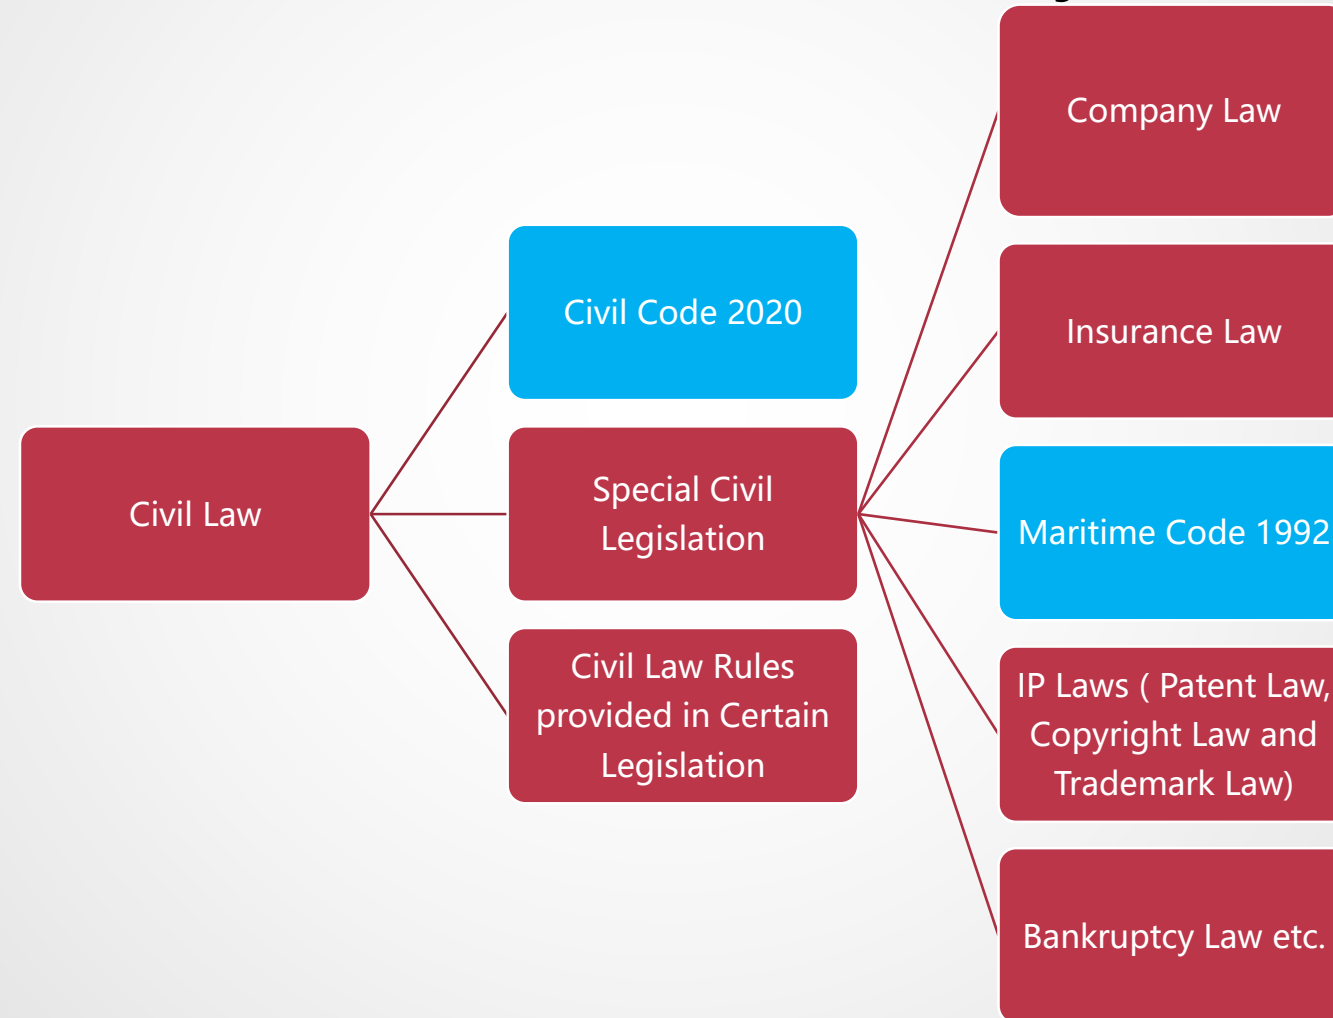 Company Law
Civil Code 2020
Insurance Law
Civil Law
Special Civil
Legislation
Maritime Code 1992
Civil Law Rules
provided in Certain
Legislation
IP Laws ( Patent Law,
Copyright Law and
Trademark Law)
Bankruptcy Law etc.